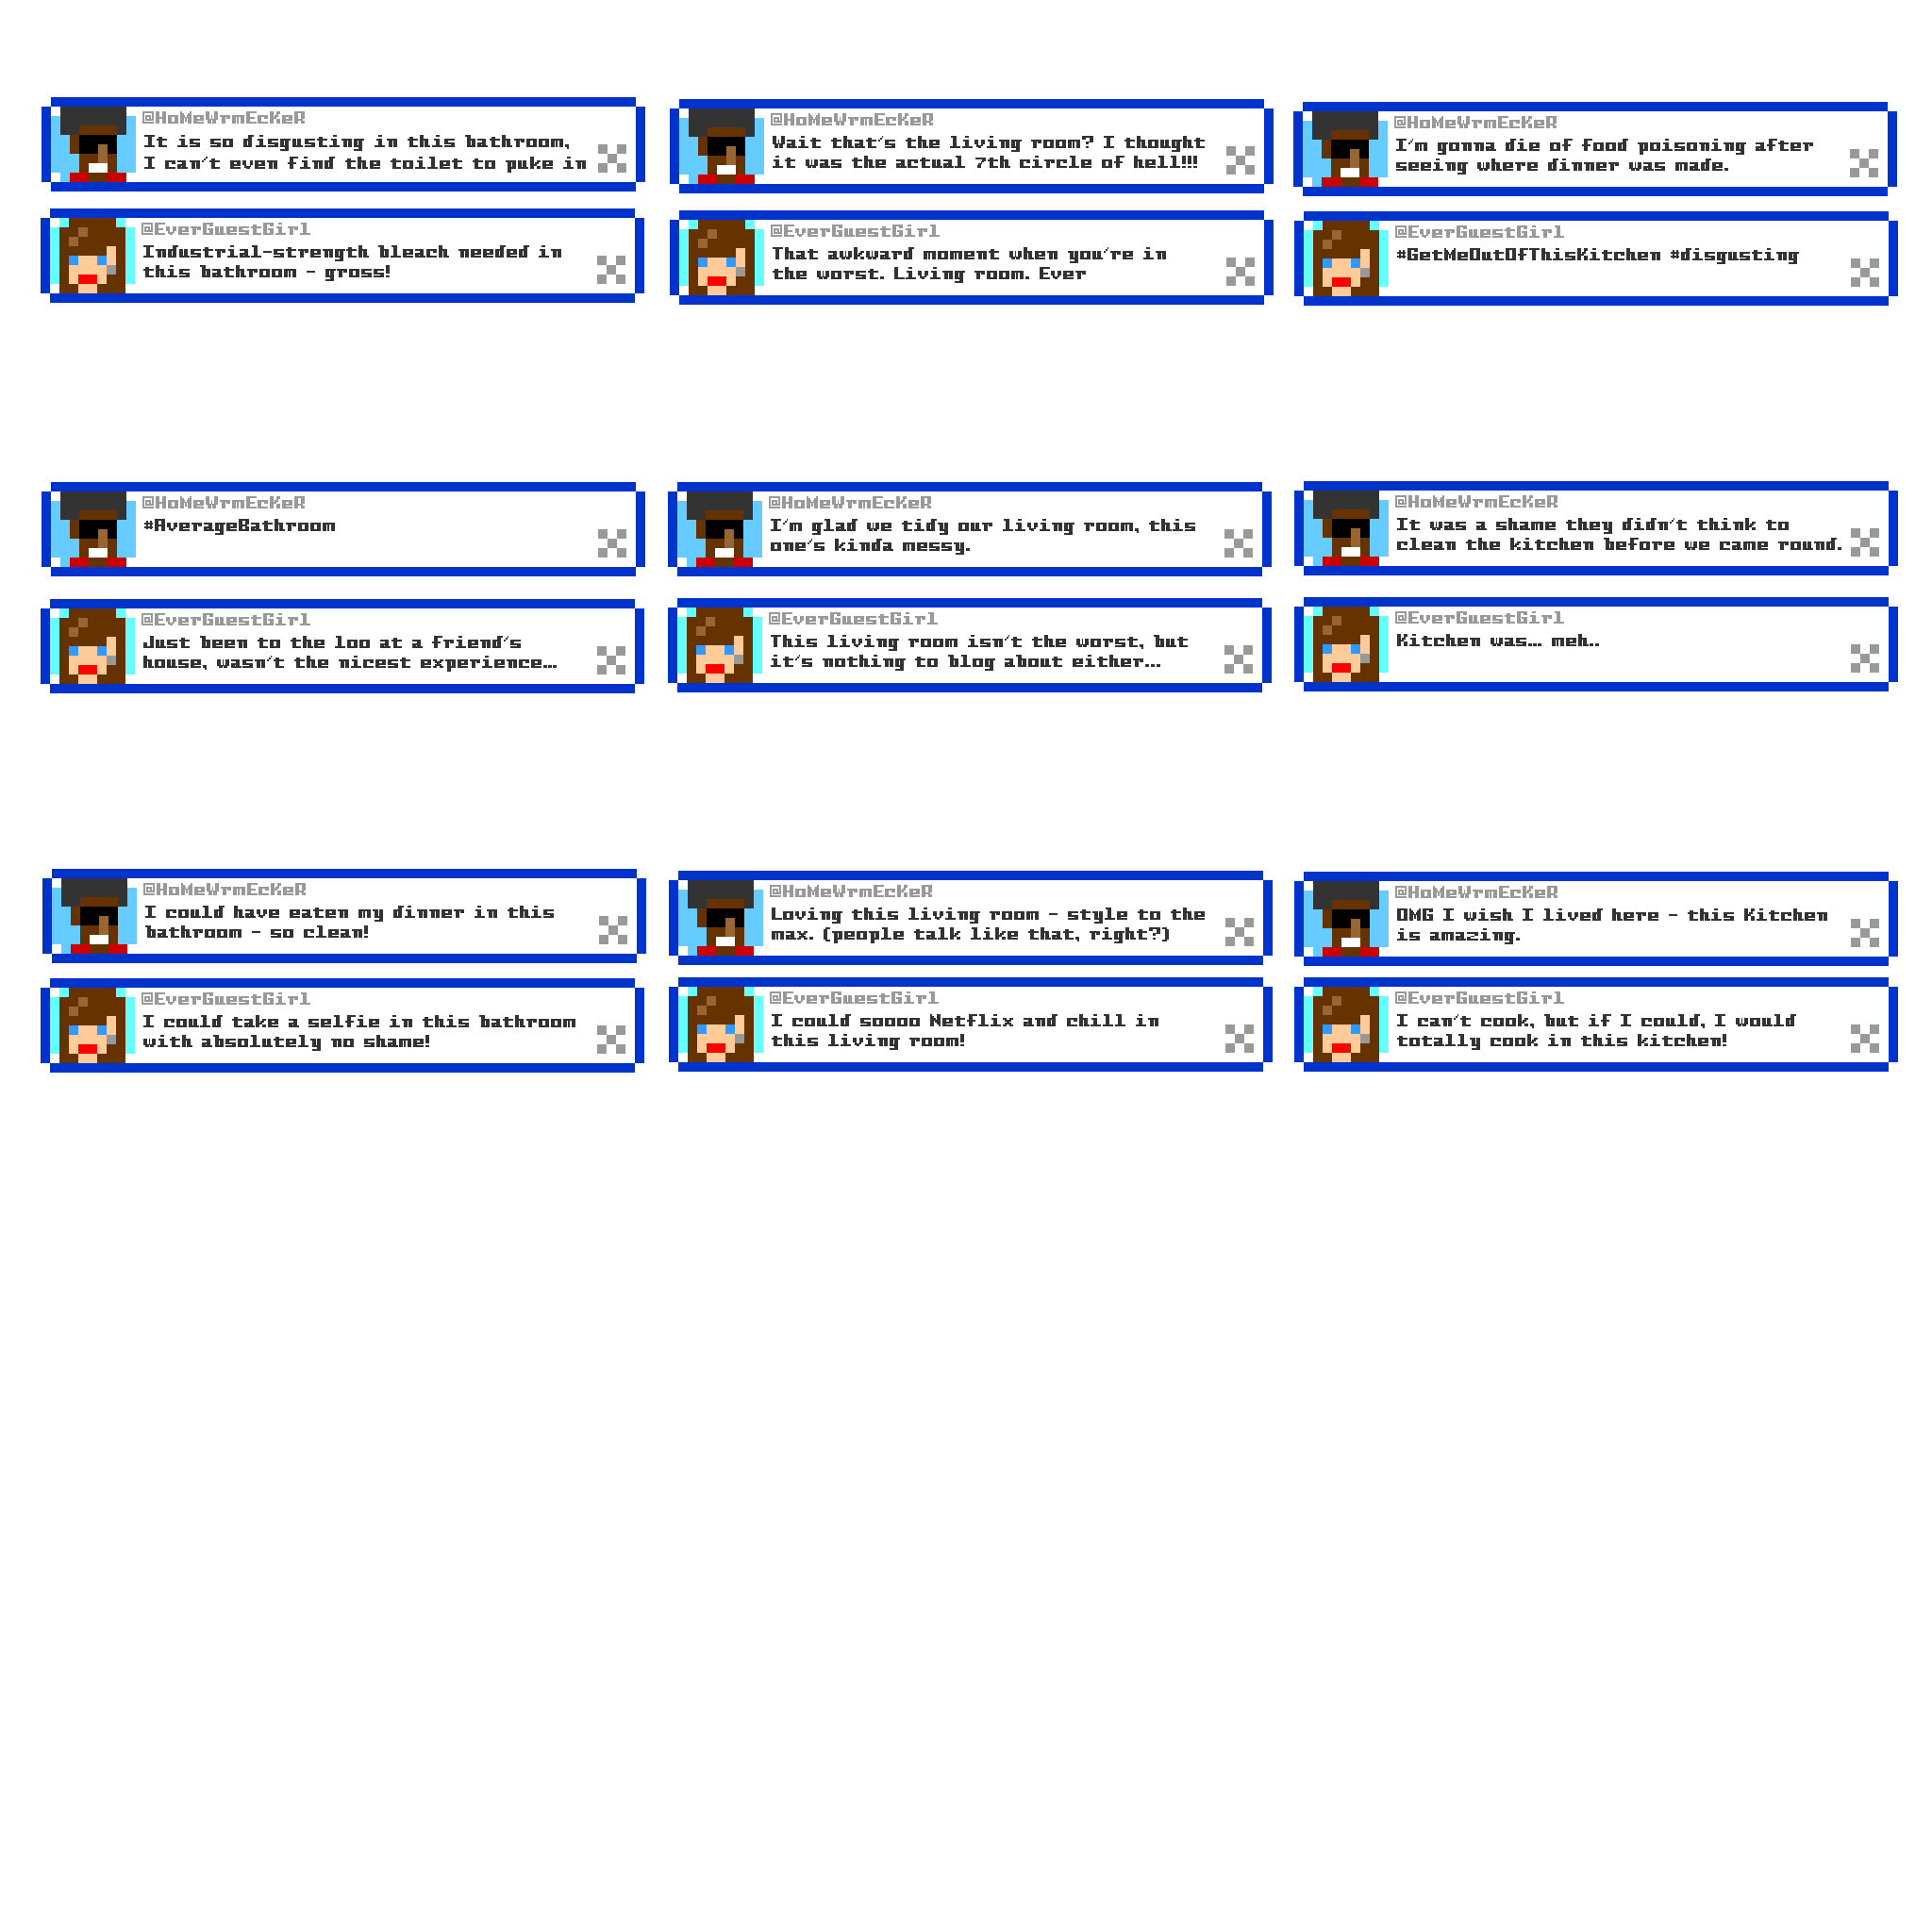 @HoMeWrmEcKeR
It is so disgusting in this bathroom,
I can't even find the toilet to puke in
@HoMeWrmEcKeR
Wait that's the living room? I thought
it was the actual 7th circle of hell!!!
@HoMeWrmEcKeR
I'm gonna die of food poisoning after
seeing where dinner was made.
@EverGuestGirl
Industrial-strength bleach needed in
this bathroom - gross!
@EverGuestGirl
That awkward moment when you're in
the worst. Living room. Ever
@EverGuestGirl
#GetMeOutOfThisKitchen #disgusting
@HoMeWrmEcKeR
#AverageBathroom
@HoMeWrmEcKeR
I'm glad we tidy our living room, this
one's kinda messy.
@HoMeWrmEcKeR
It was a shame they didn't think to
clean the kitchen before we came round.
@EverGuestGirl
Just been to the loo at a friend's
house, wasn't the nicest experience...
@EverGuestGirl
This living room isn't the worst, but
it's nothing to blog about either...
@EverGuestGirl
Kitchen was... meh..
@HoMeWrmEcKeR
I could have eaten my dinner in this
bathroom - so clean!
@HoMeWrmEcKeR
Loving this living room - style to the
max. (people talk like that, right?)
@HoMeWrmEcKeR
OMG I wish I lived here - this Kitchen
is amazing.
@EverGuestGirl
I could take a selfie in this bathroom
with absolutely no shame!
@EverGuestGirl
I could soooo Netflix and chill in
this living room!
@EverGuestGirl
I can't cook, but if I could, I would
totally cook in this kitchen!